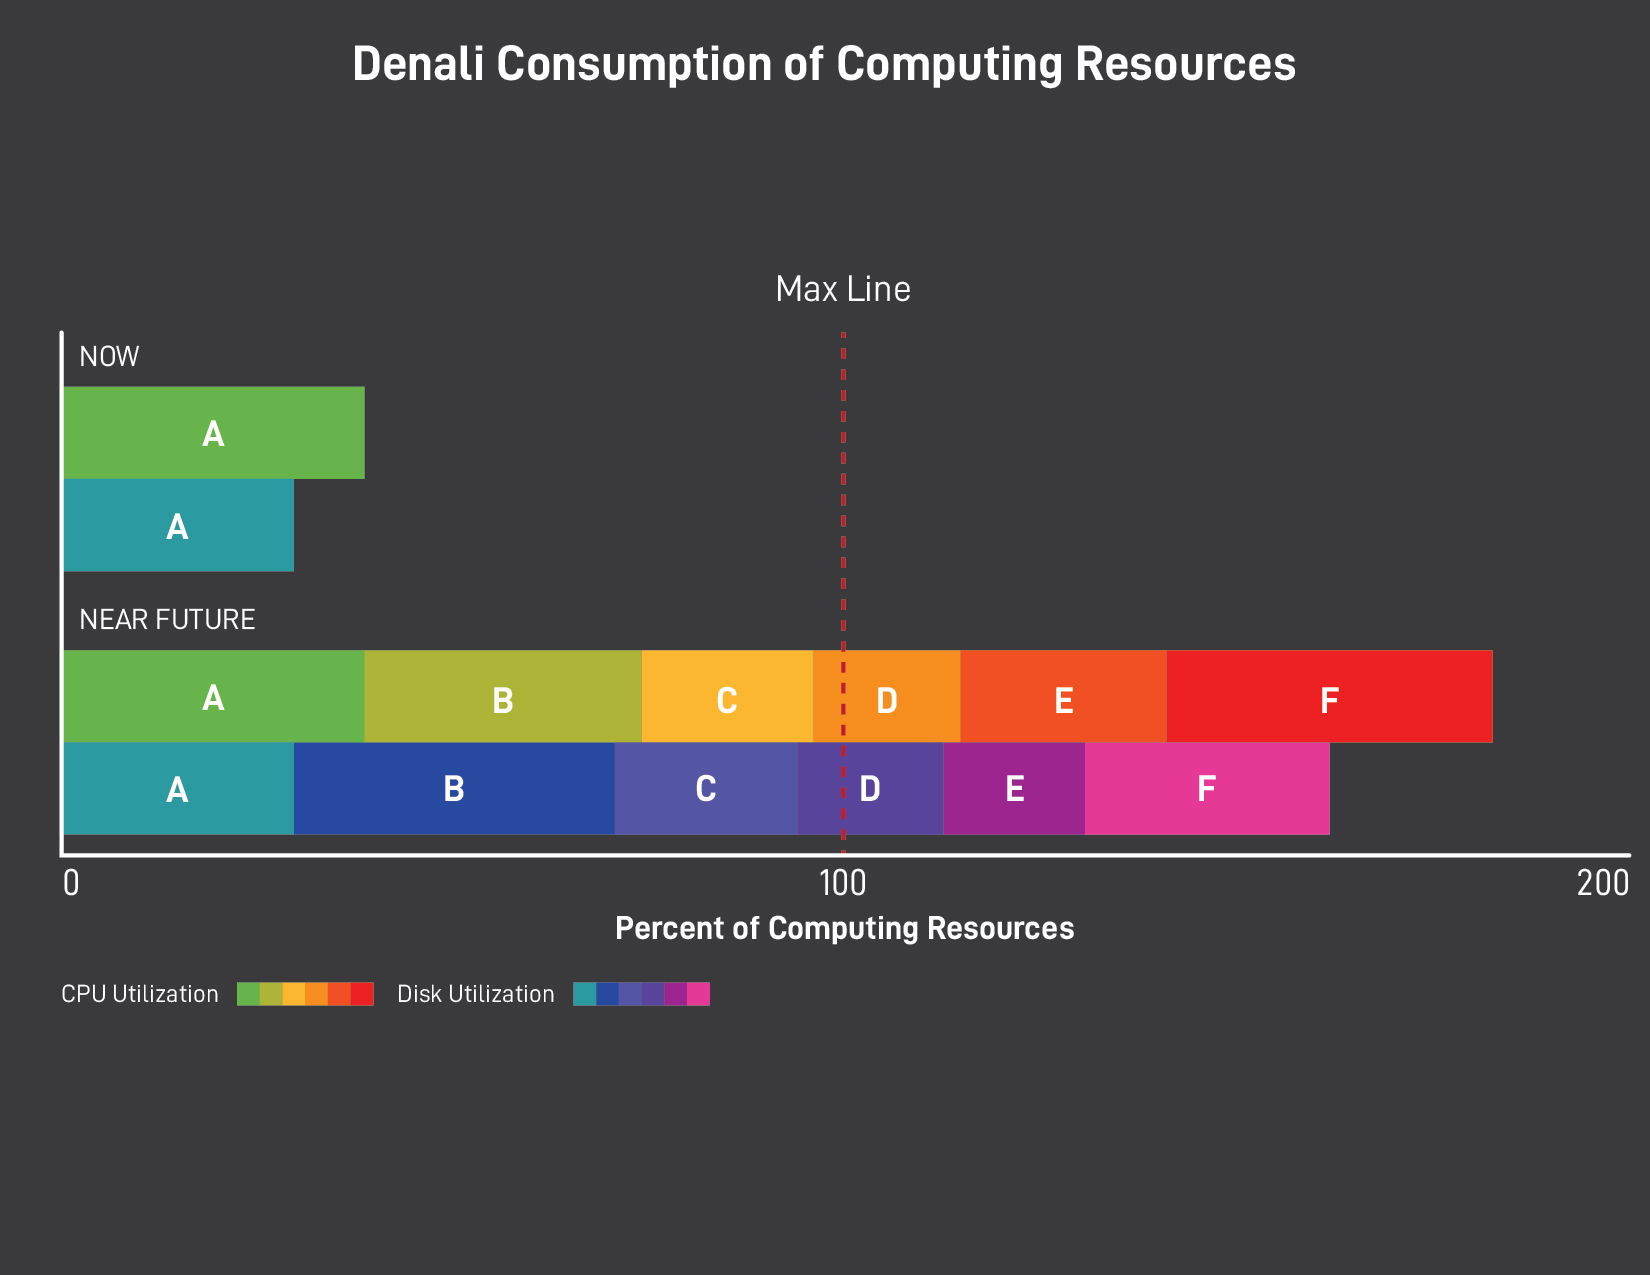 Denali Consumption of Computing Resources
Max Line
NOW
A
A
NEAR FUTURE
A B C D E F
A B C D E F
0 100 200
Percent of Computing Resources
CPU Utilization Disk Utilization